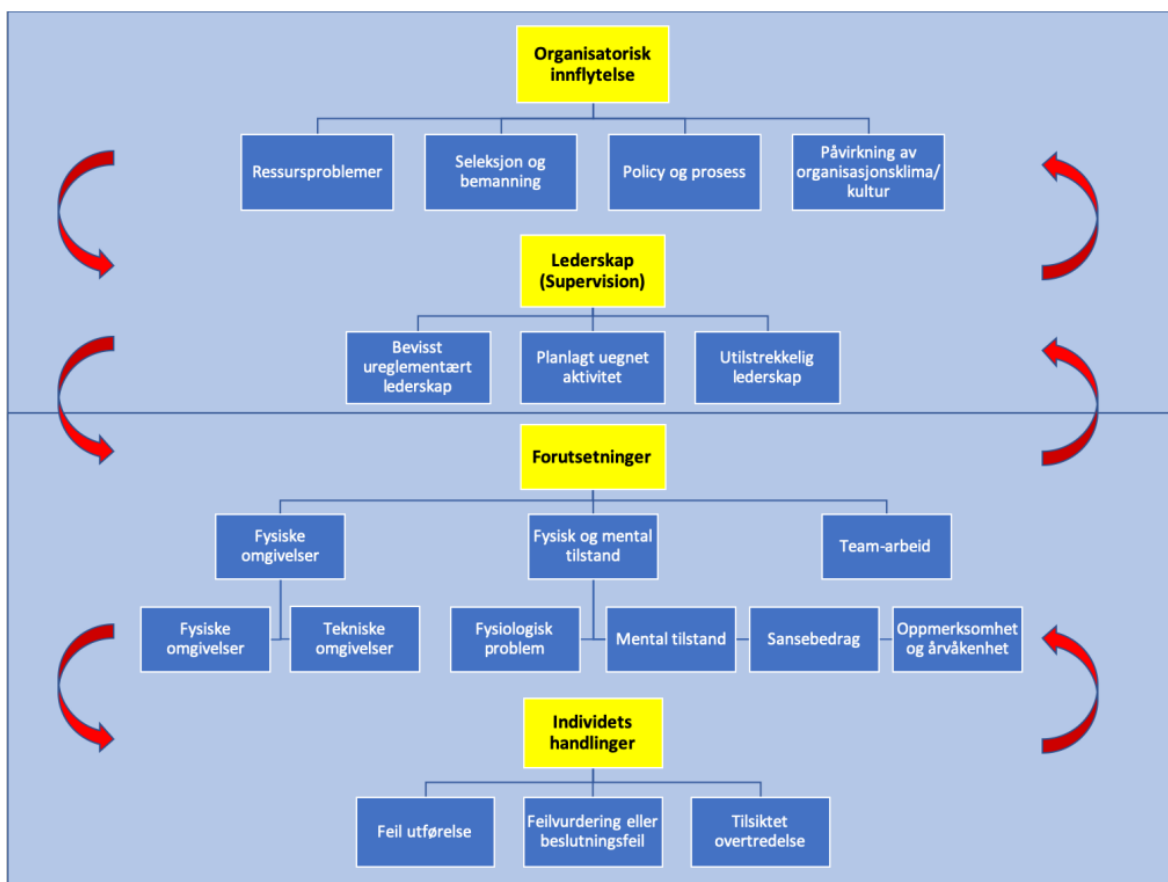 Organisatorisk
innflytelse
Ressursproblemer
Seleksjon og
bemanning
Policy og prosess
Påvirkning av
organisasjonsklima/
kultur
Lederskap
(Supervision)
Bevisst
ureglementært
lederskap
Planlagt uegnet
aktivitet
Utilstrekkelig
lederskap
Forutsetninger
Fysiske
omgivelser
Fysisk og mental
tilstand
Team-arbeid
Fysiske
omgivelser
Tekniske
omgivelser
Fysiologisk
problem
Mental tilstand
Sansebedrag
Oppmerksomhet
og årvåkenhet
Individets
handlinger
Feil utførelse
Feilvurdering eller
beslutningsfeil
Tilsiktet
overtredelse